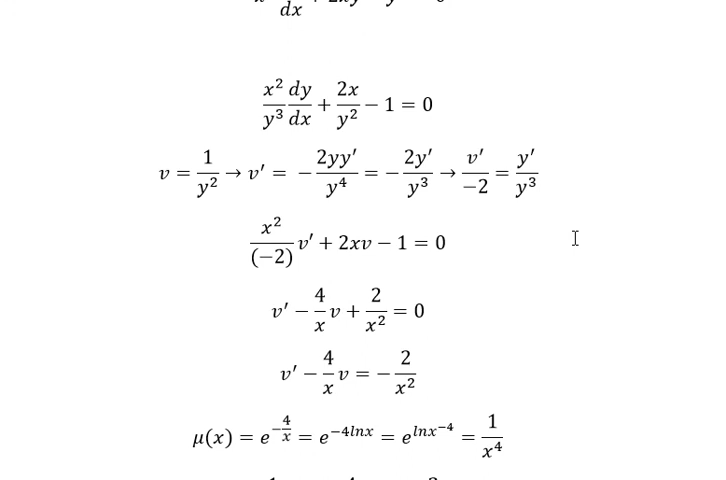 dx
x² dy/y³ dx + 2x/y² − 1 = 0
v = 1/y² → v′ = − 2yy′/y⁴ = − 2y′/y³ → v′/−2 = y′/y³
x²/(−2) v′ + 2xv − 1 = 0
v′ − 4/x v + 2/x² = 0
v′ − 4/x v = − 2/x²
μ(x) = e^(−4/x) = e^(−4lnx) = e^(lnx^(−4)) = 1/x⁴